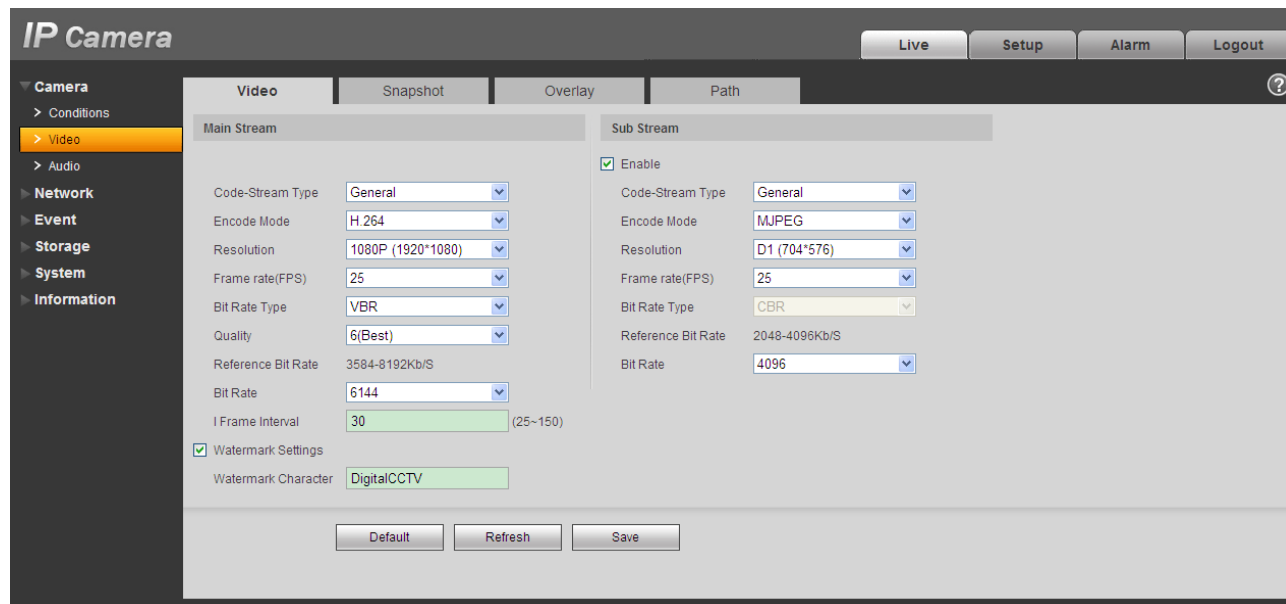 IP Camera
Live Setup Alarm Logout
Camera
> Conditions
> Video
> Audio
Network
Event
Storage
System
Information
Video Snapshot Overlay Path
?
Main Stream
Code-Stream Type General
Encode Mode H.264
Resolution 1080P (1920*1080)
Frame rate(FPS) 25
Bit Rate Type VBR
Quality 6(Best)
Reference Bit Rate 3584-8192Kb/S
Bit Rate 6144
I Frame Interval 30 (25~150)
Watermark Settings
Watermark Character DigitalCCTV
Sub Stream
Enable
Code-Stream Type General
Encode Mode MJPEG
Resolution D1 (704*576)
Frame rate(FPS) 25
Bit Rate Type CBR
Reference Bit Rate 2048-4096Kb/S
Bit Rate 4096
Default Refresh Save